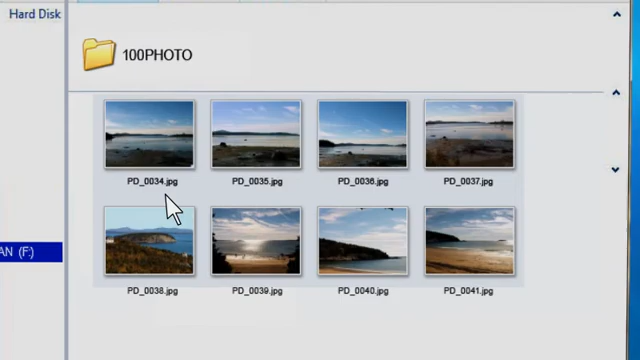 Hard Disk
100PHOTO
PD_0034.jpg PD_0035.jpg PD_0036.jpg PD_0037.jpg
AN (F:)
PD_0038.jpg PD_0039.jpg PD_0040.jpg PD_0041.jpg